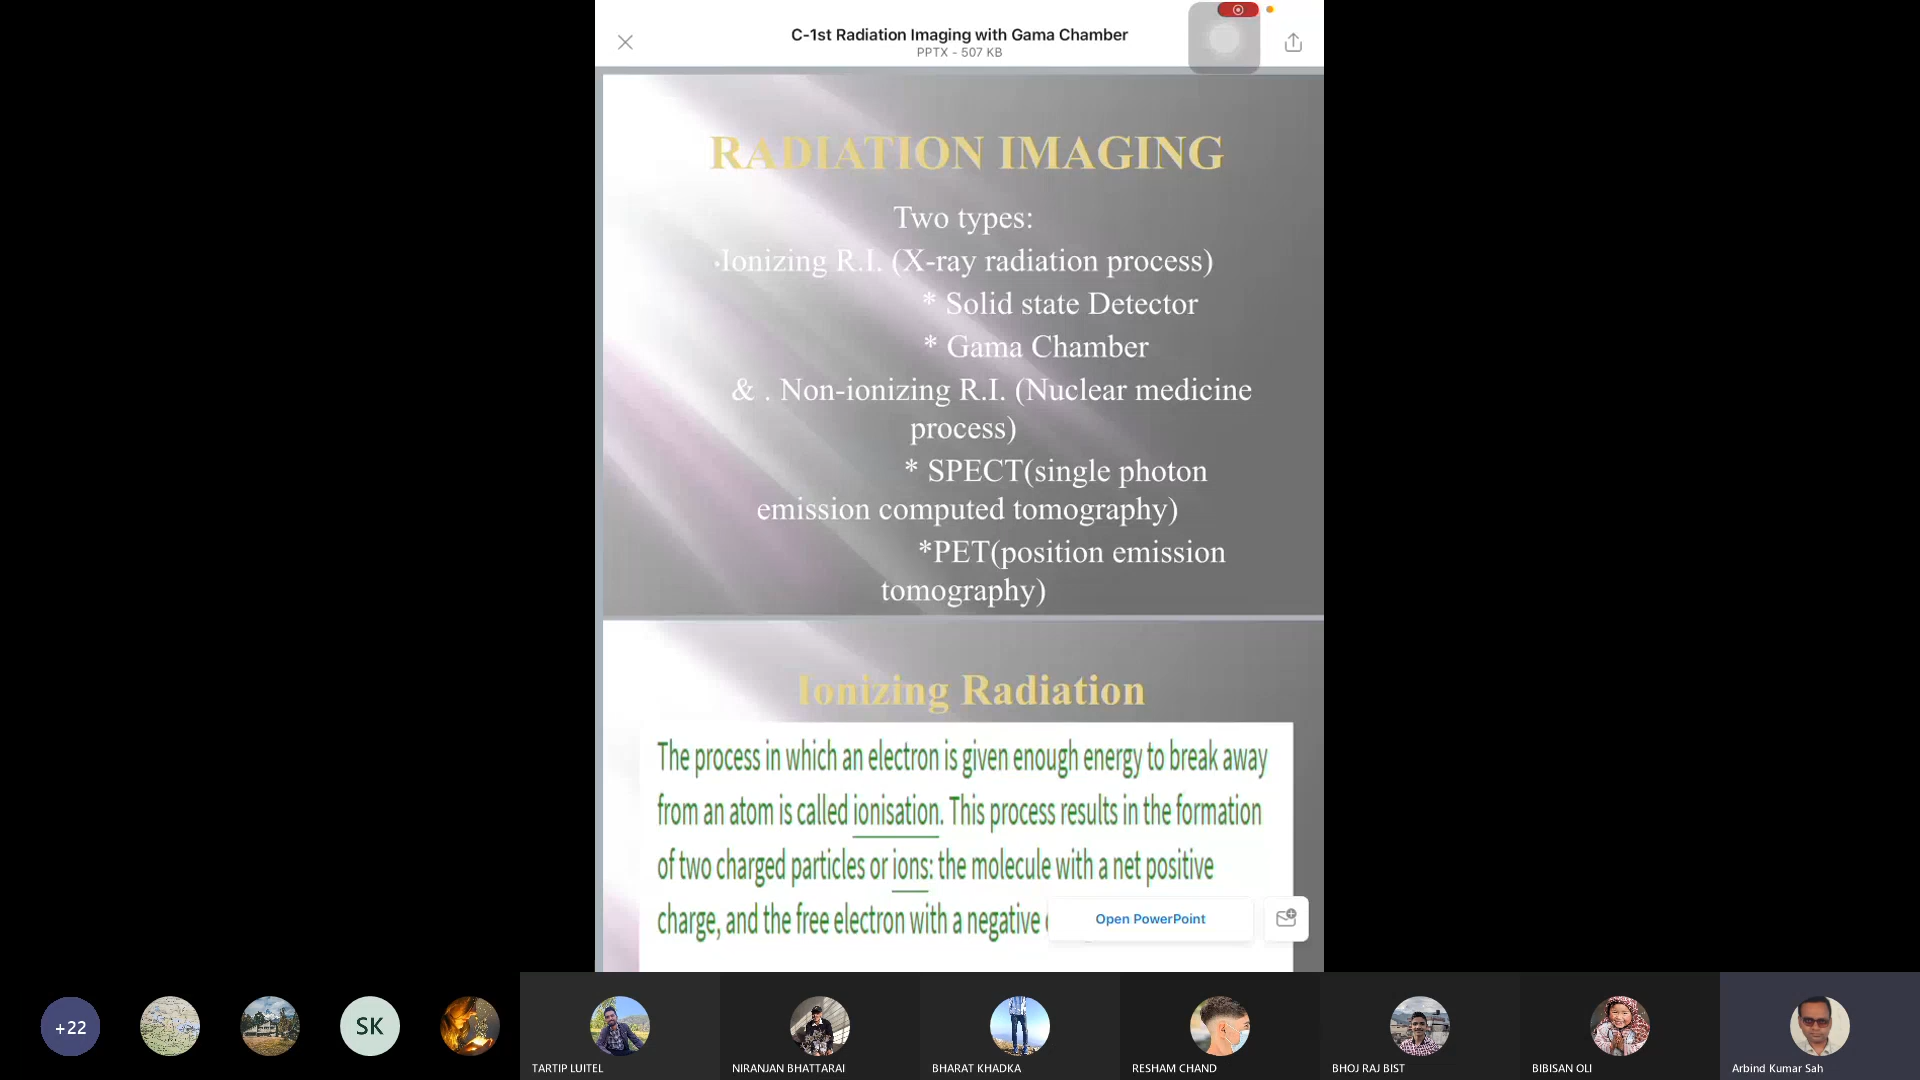 C-1st Radiation Imaging with Gama Chamber
PPTX - 507 KB
RADIATION IMAGING
Two types:
.Ionizing R.I. (X-ray radiation process)
* Solid state Detector
* Gama Chamber
& . Non-ionizing R.I. (Nuclear medicine
process)
* SPECT(single photon
emission computed tomography)
*PET(position emission
tomography)
Ionizing Radiation
The process in which an electron is given enough energy to break away
from an atom is called ionisation. This process results in the formation
of two charged particles or ions: the molecule with a net positive
charge, and the free electron with a negative
Open PowerPoint
+22
SK
TARTIP LUITEL
NIRANJAN BHATTARAI
BHARAT KHADKA
RESHAM CHAND
BHOJ RAJ BIST
BIBISAN OLI
Arbind Kumar Sah